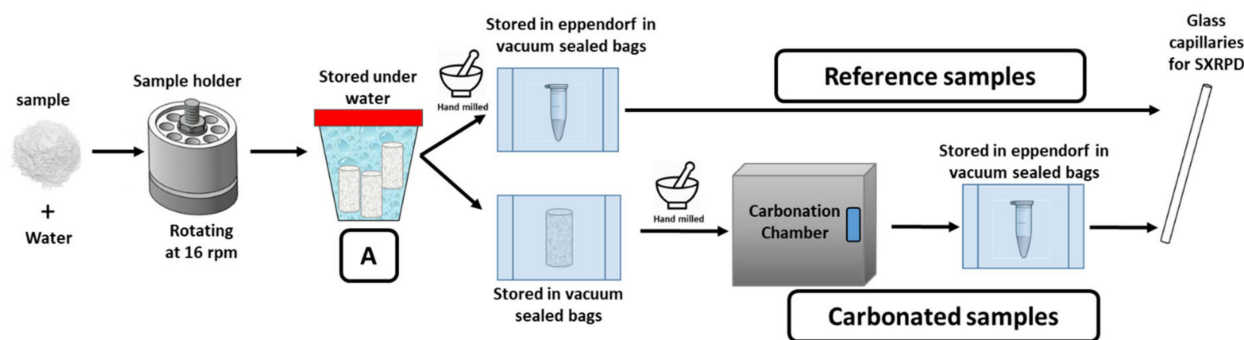 sample
+
Water
Sample holder
Rotating
at 16 rpm
Stored under
water
A
Hand milled
Stored in eppendorf in
vacuum sealed bags
Reference samples
Stored in vacuum
sealed bags
Hand milled
Carbonation
Chamber
Stored in eppendorf in
vacuum sealed bags
Carbonated samples
Glass
capillaries
for SXRPD